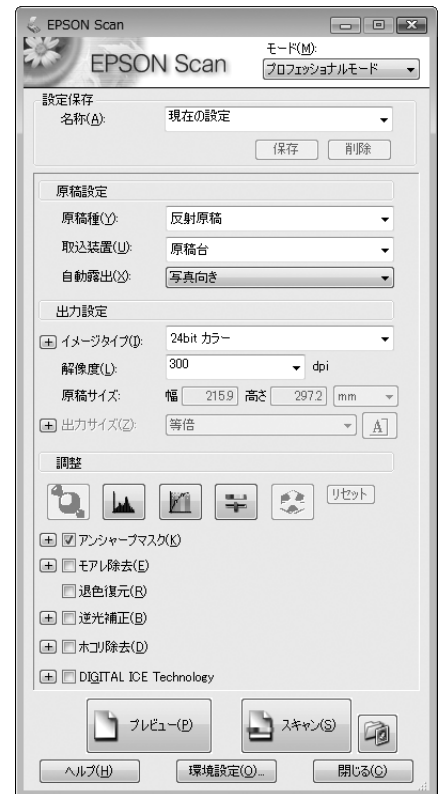 EPSON Scan
EPSON Scan
モード(M):
プロフェッショナルモード
設定保存
名称(A):
現在の設定
保存
削除
原稿設定
原稿種(Y):
反射原稿
取込装置(U):
原稿台
自動露出(X):
写真向き
出力設定
イメージタイプ(I):
24bit カラー
解像度(L):
300
dpi
原稿サイズ:
幅 215.9 高さ 297.2 mm
出力サイズ(Z):
等倍
A
調整
リセット
アンシャープマスク(K)
モアレ除去(E)
退色復元(R)
逆光補正(B)
ホコリ除去(D)
DIGITAL ICE Technology
プレビュー(P)
スキャン(S)
ヘルプ(H)
環境設定(O)...
閉じる(C)